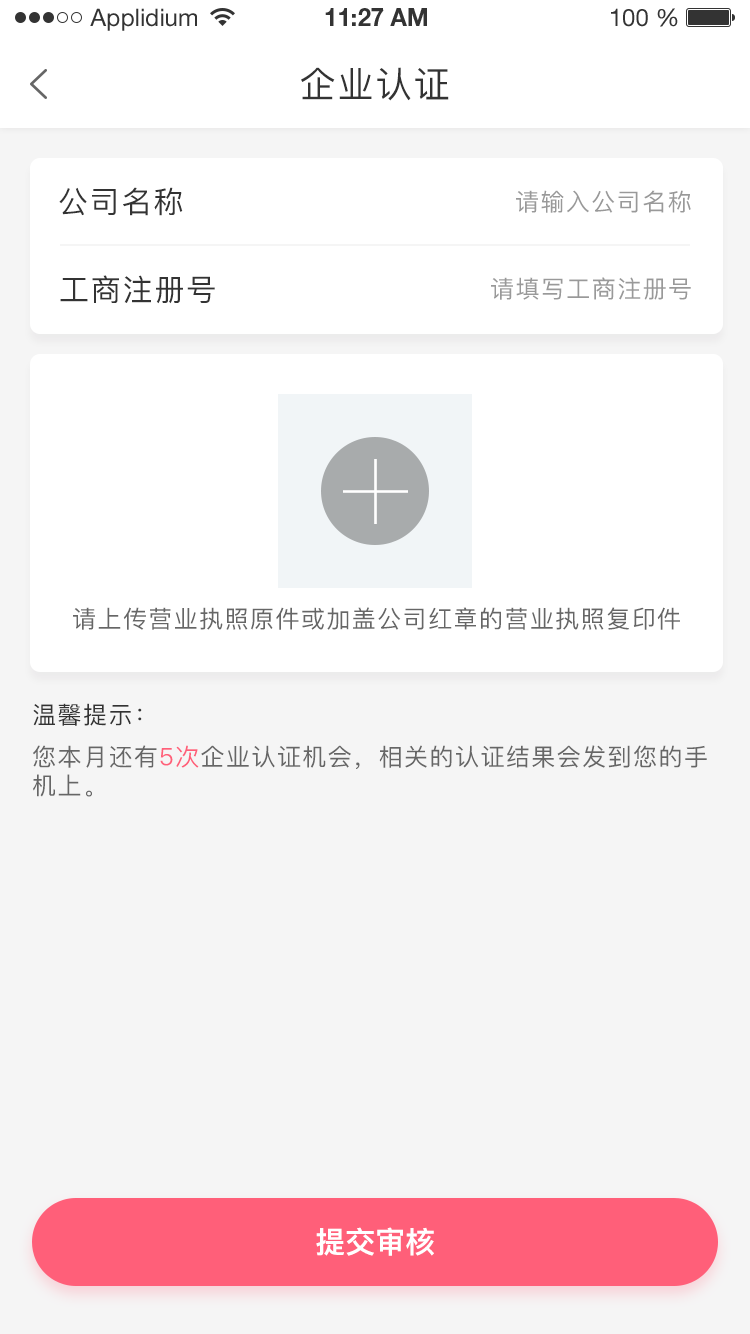 Applidium 11:27 AM 100 %
企业认证
公司名称 请输入公司名称
工商注册号 请填写工商注册号
请上传营业执照原件或加盖公司红章的营业执照复印件
温馨提示：
您本月还有5次企业认证机会，相关的认证结果会发到您的手
机上。
提交审核